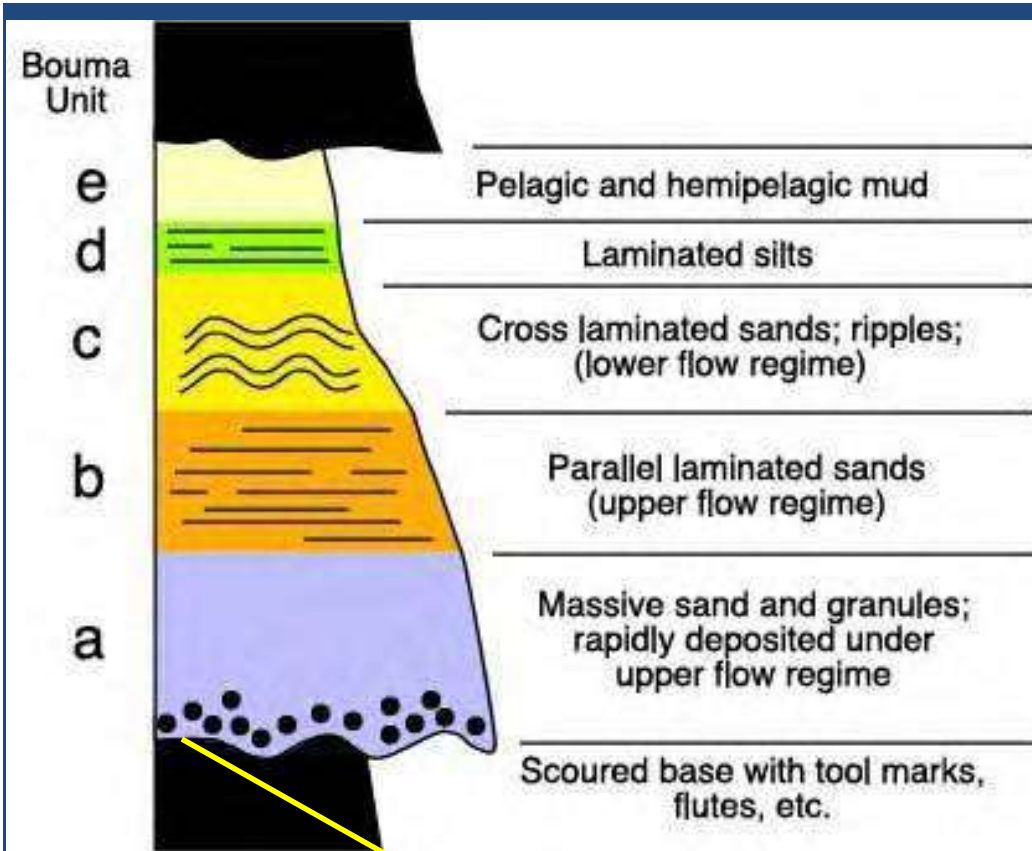 Bouma
Unit
e
Pelagic and hemipelagic mud
d
Laminated silts
c
Cross laminated sands; ripples;
(lower flow regime)
b
Parallel laminated sands
(upper flow regime)
a
Massive sand and granules;
rapidly deposited under
upper flow regime
Scoured base with tool marks,
flutes, etc.